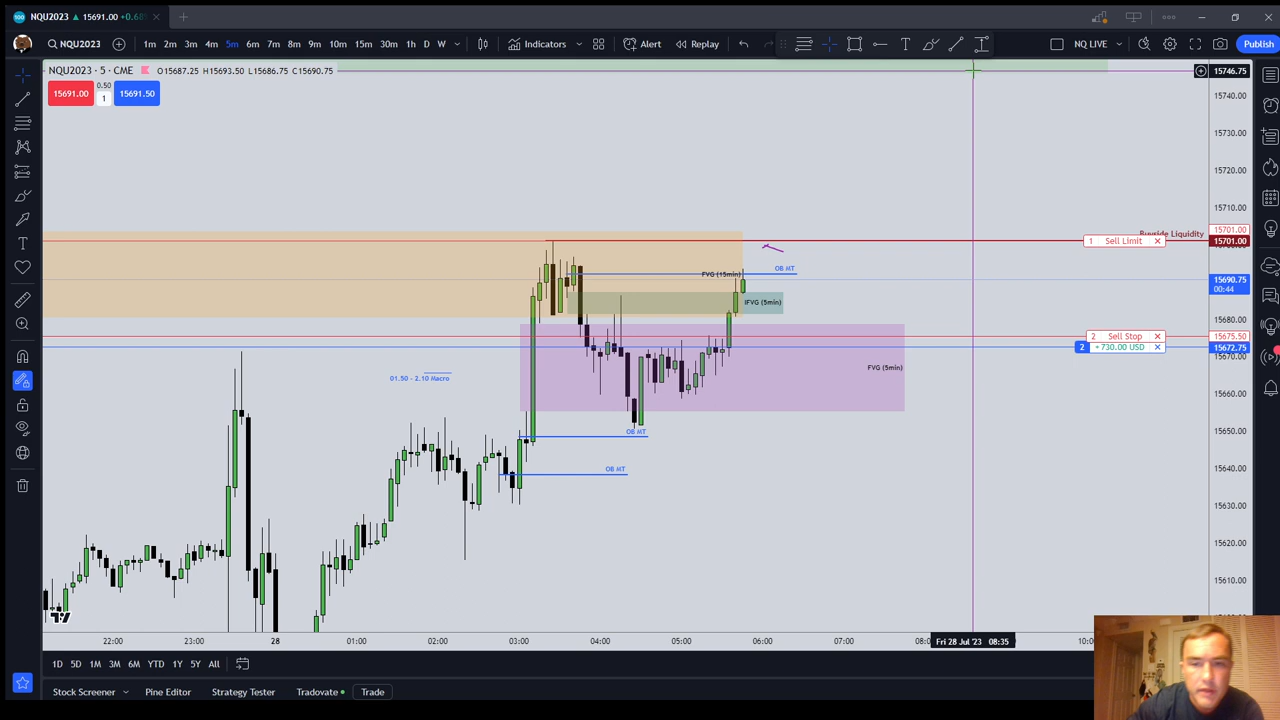 NQU2023 ▲ 15691.00 +0.68
NQU2023 1m 2m 3m 4m 5m 6m 7m 8m 9m 10m 15m 30m 1h D W Indicators Alert Replay NQ LIVE Publish
NQU2023 · 5 · CME O15687.25 H15693.50 L15686.75 C15690.75
15691.00 0.50 1 15691.50
15746.75
15740.00
15730.00
15720.00
15710.00
15701.00
Buyside Liquidity
1 Sell Limit
15701.00
OB MT
FVG (15min)
15690.75
00:44
IFVG (5min)
15680.00
2 Sell Stop
15675.50
2 +730.00 USD
15672.75
15670.00
FVG (5min)
01.50 - 2.10 Macro
15660.00
15650.00
OB MT
15640.00
OB MT
15630.00
15620.00
15610.00
22:00 23:00 28 01:00 02:00 03:00 04:00 05:00 06:00 07:00 Fri 28 Jul '23 08:35
1D 5D 1M 3M 6M YTD 1Y 5Y All
Stock Screener Pine Editor Strategy Tester Tradovate Trade